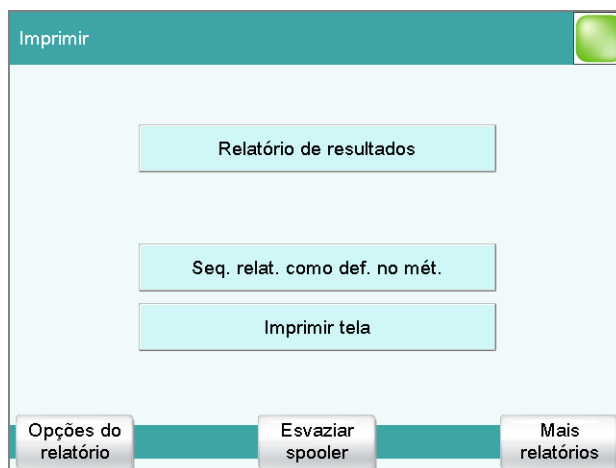 Imprimir
Relatório de resultados
Seq. relat. como def. no mét.
Imprimir tela
Opções do
relatório
Esvaziar
spooler
Mais
relatórios